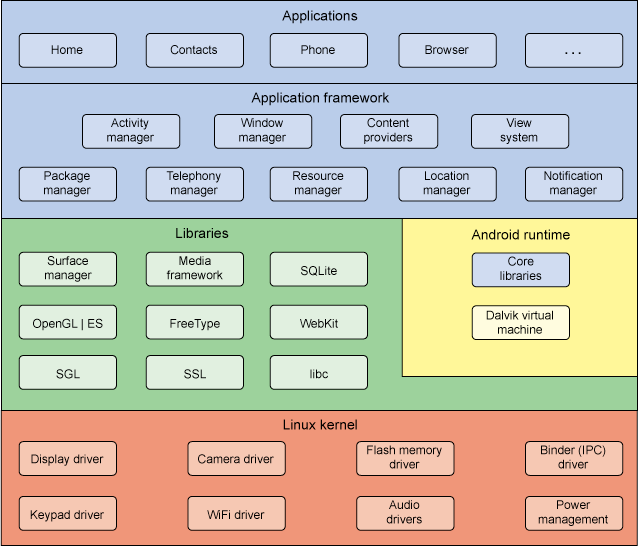 Applications
Home
Contacts
Phone
Browser
. . .
Application framework
Activity
manager
Window
manager
Content
providers
View
system
Package
manager
Telephony
manager
Resource
manager
Location
manager
Notification
manager
Libraries
Surface
manager
Media
framework
SQLite
OpenGL | ES
FreeType
WebKit
SGL
SSL
libc
Android runtime
Core
libraries
Dalvik virtual
machine
Linux kernel
Display driver
Camera driver
Flash memory
driver
Binder (IPC)
driver
Keypad driver
WiFi driver
Audio
drivers
Power
management